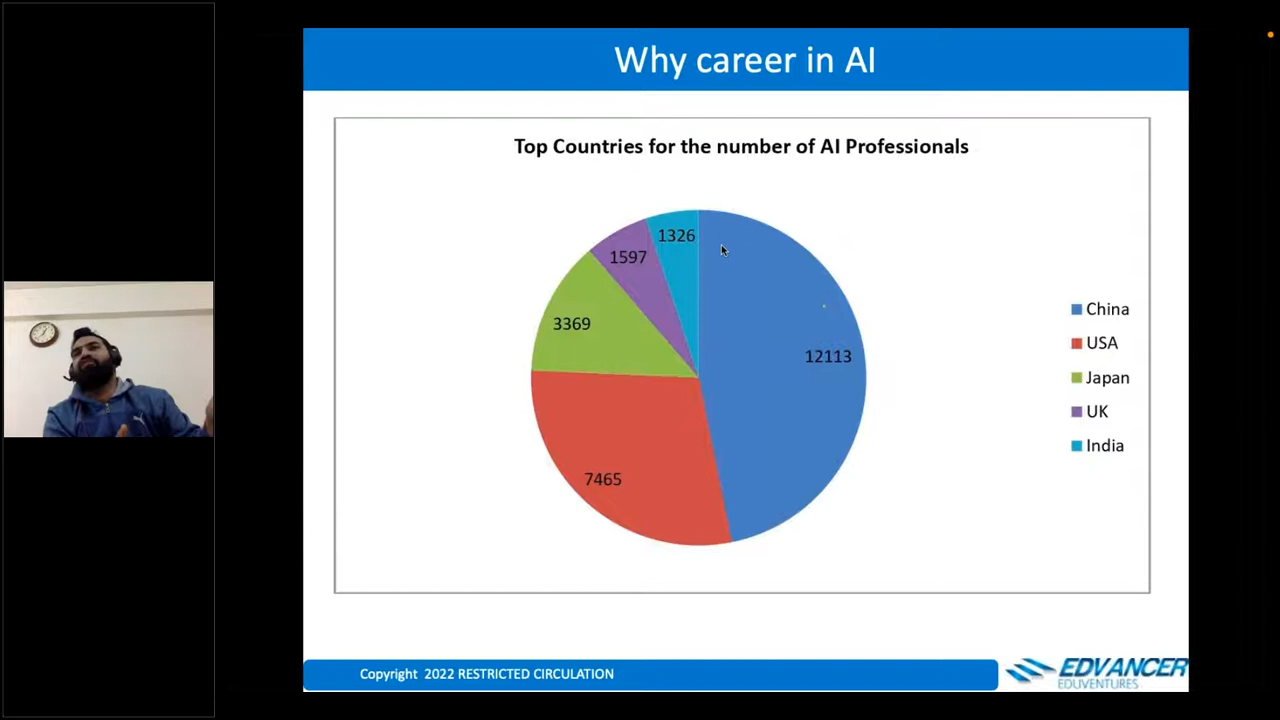 Why career in AI
Top Countries for the number of AI Professionals
1326
1597
12113
3369
7465
China
USA
Japan
UK
India
Copyright 2022 RESTRICTED CIRCULATION
EDVANCER
EDUVENTURES